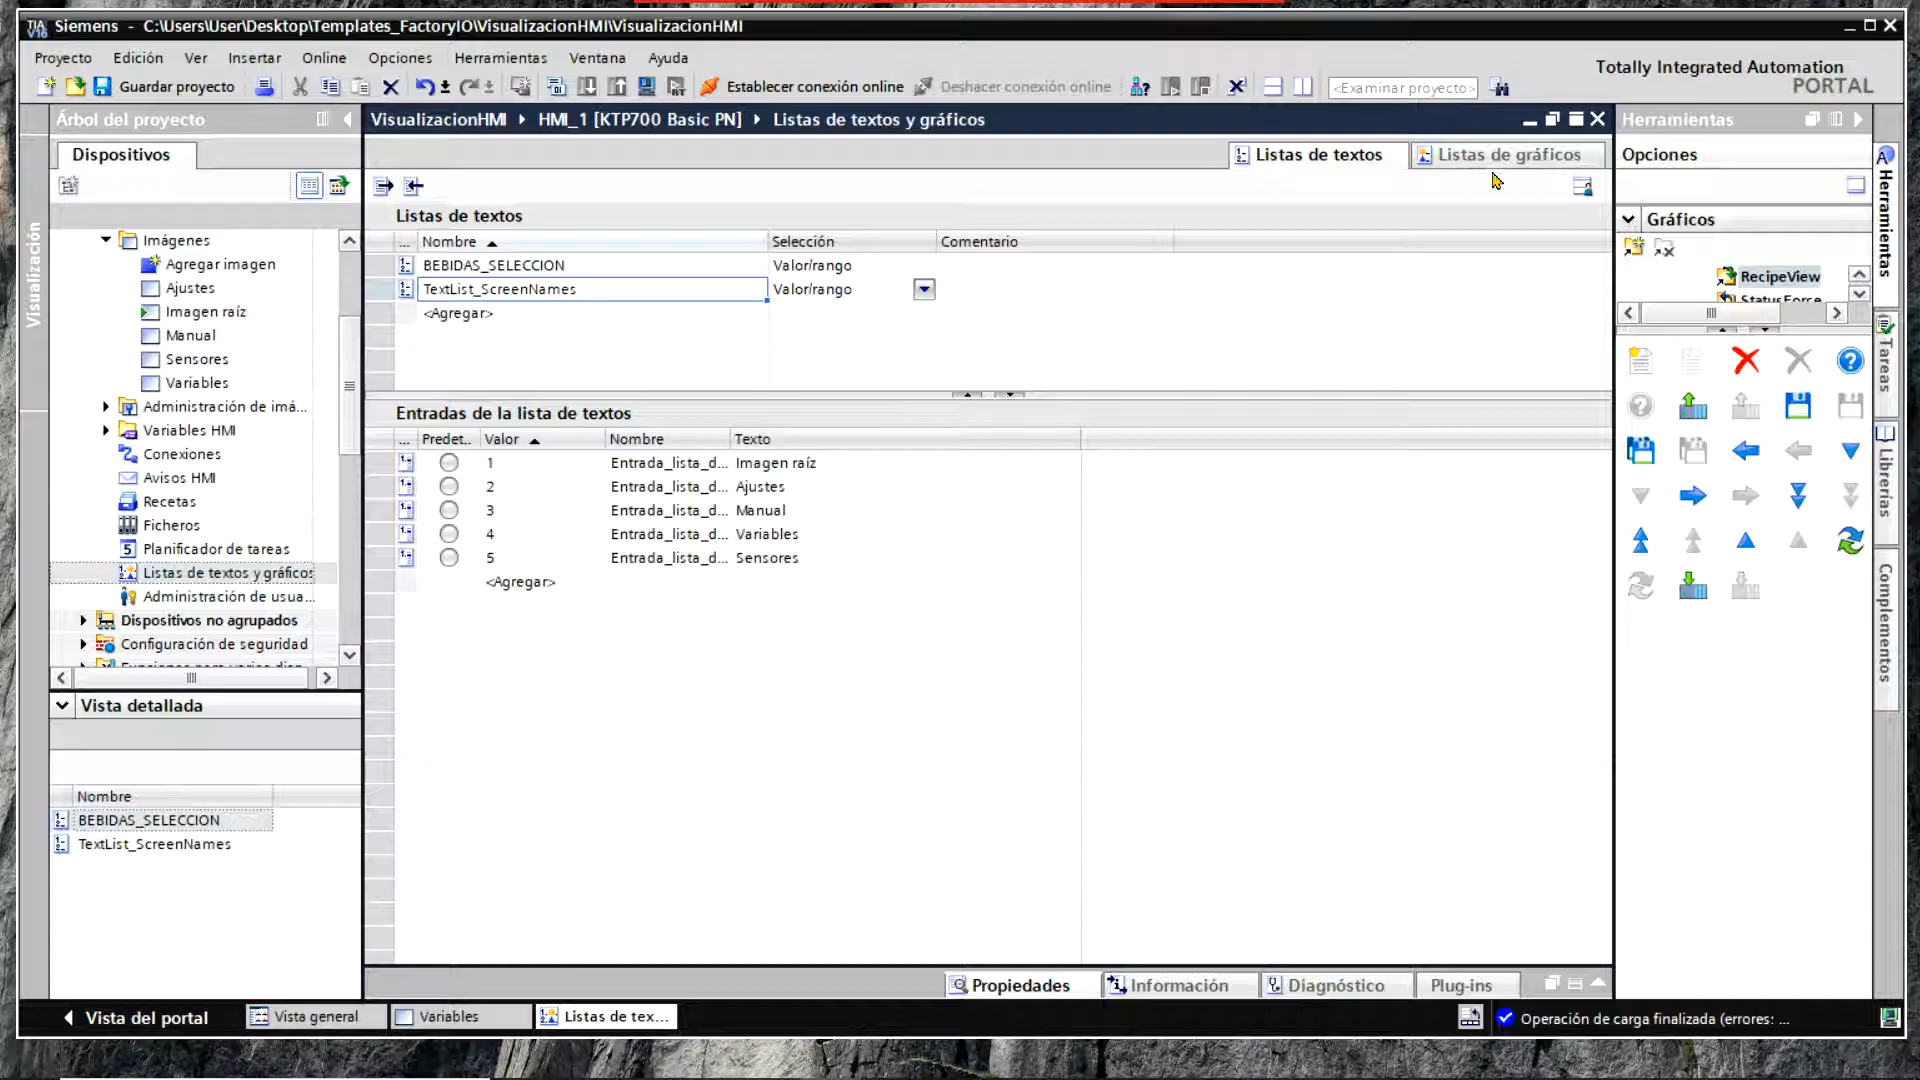 Siemens - C:\Users\User\Desktop\Templates_FactoryIO\VisualizacionHMI\VisualizacionHMI
Proyecto Edición Ver Insertar Online Opciones Herramientas Ventana Ayuda
Totally Integrated Automation
PORTAL
Guardar proyecto Establecer conexión online Deshacer conexión online <Examinar proyecto>
Árbol del proyecto
VisualizacionHMI HMI_1 [KTP700 Basic PN] Listas de textos y gráficos
Herramientas
Dispositivos
Listas de textos Listas de gráficos
Opciones
Visualización
Listas de textos
Gráficos
... Nombre Selección Comentario
BEBIDAS_SELECCION Valor/rango
TextList_ScreenNames Valor/rango
<Agregar>
RecipeView
StatusForce
Imágenes
Agregar imagen
Ajustes
Imagen raíz
Manual
Sensores
Variables
Administración de imá...
Variables HMI
Conexiones
Avisos HMI
Recetas
Ficheros
Planificador de tareas
Listas de textos y gráficos
Administración de usua...
Dispositivos no agrupados
Configuración de seguridad
Entradas de la lista de textos
... Predet.. Valor Nombre Texto
1 Entrada_lista_d... Imagen raíz
2 Entrada_lista_d... Ajustes
3 Entrada_lista_d... Manual
4 Entrada_lista_d... Variables
5 Entrada_lista_d... Sensores
<Agregar>
Herramientas
Tareas
Librerías
Complementos
Vista detallada
Nombre
BEBIDAS_SELECCION
TextList_ScreenNames
Propiedades Información Diagnóstico Plug-ins
Vista del portal Vista general Variables Listas de tex... Operación de carga finalizada (errores: ...